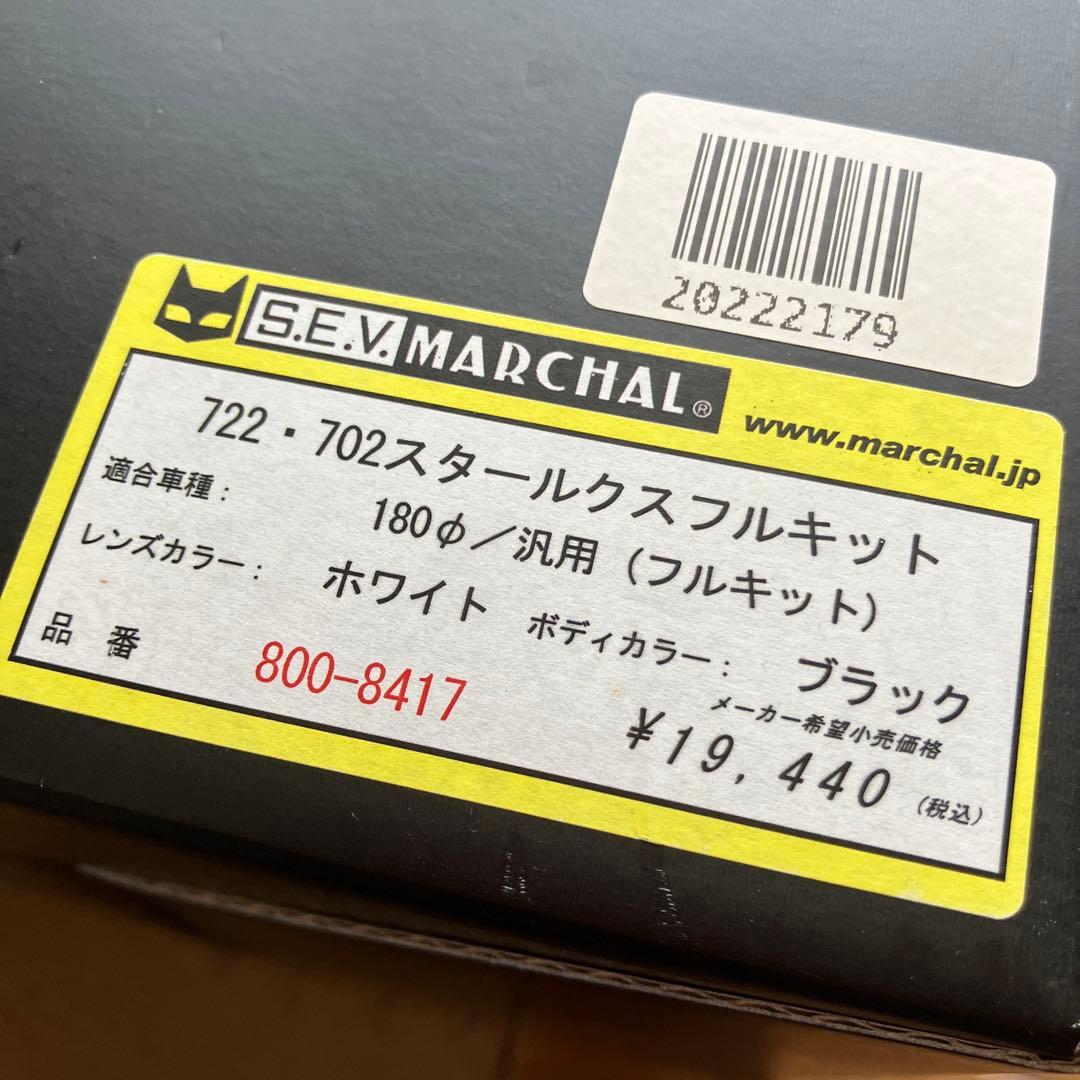 20222179
S.E.V. MARCHAL®
www.marchal.jp
722・702スタールクスフルキット
適合車種： 180φ／汎用（フルキット）
レンズカラー： ホワイト ボディカラー： ブラック
品 番 800-8417
メーカー希望小売価格
¥19,440 （税込）